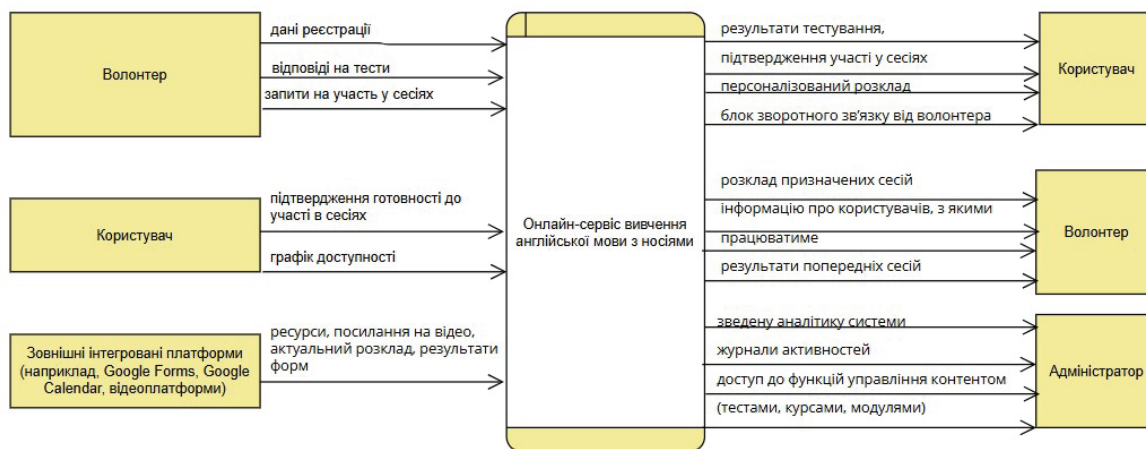 Волонтер
дані реєстрації
відповіді на тести
запити на участь у сесіях
Користувач
підтвердження готовності до
участі в сесіях
графік доступності
Зовнішні інтегровані платформи
(наприклад, Google Forms, Google
Calendar, відеоплатформи)
ресурси, посилання на відео,
актуальний розклад, результати
форм
Онлайн-сервіс вивчення
англійської мови з носіями
результати тестування,
підтвердження участі у сесіях
персоналізований розклад
блок зворотного зв'язку від волонтера
Користувач
розклад призначених сесій
інформацію про користувачів, з якими
працюватиме
результати попередніх сесій
Волонтер
зведену аналітику системи
журнали активностей
доступ до функцій управління контентом
(тестами, курсами, модулями)
Адміністратор